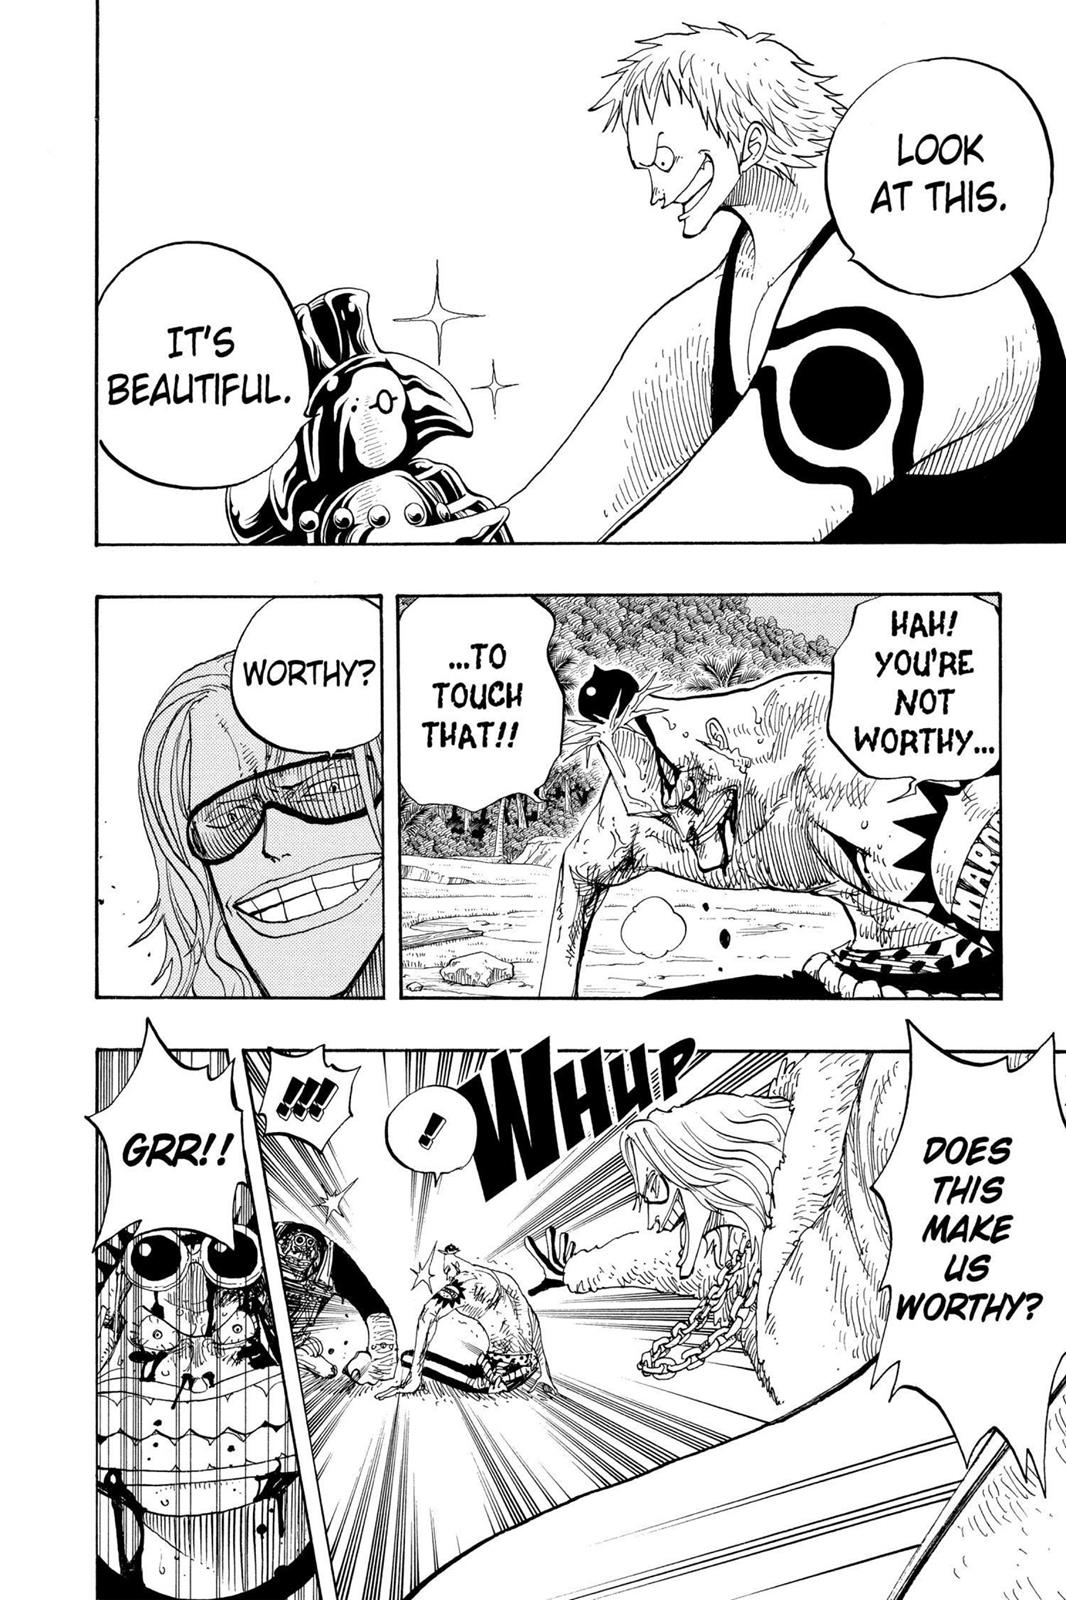 LOOK
AT THIS.
IT'S
BEAUTIFUL.
HAH!
YOU'RE
NOT
WORTHY...
...TO
TOUCH
THAT!!
WORTHY?
DOES
THIS
MAKE
US
WORTHY?
WHUP
!
!!!
GRR!!